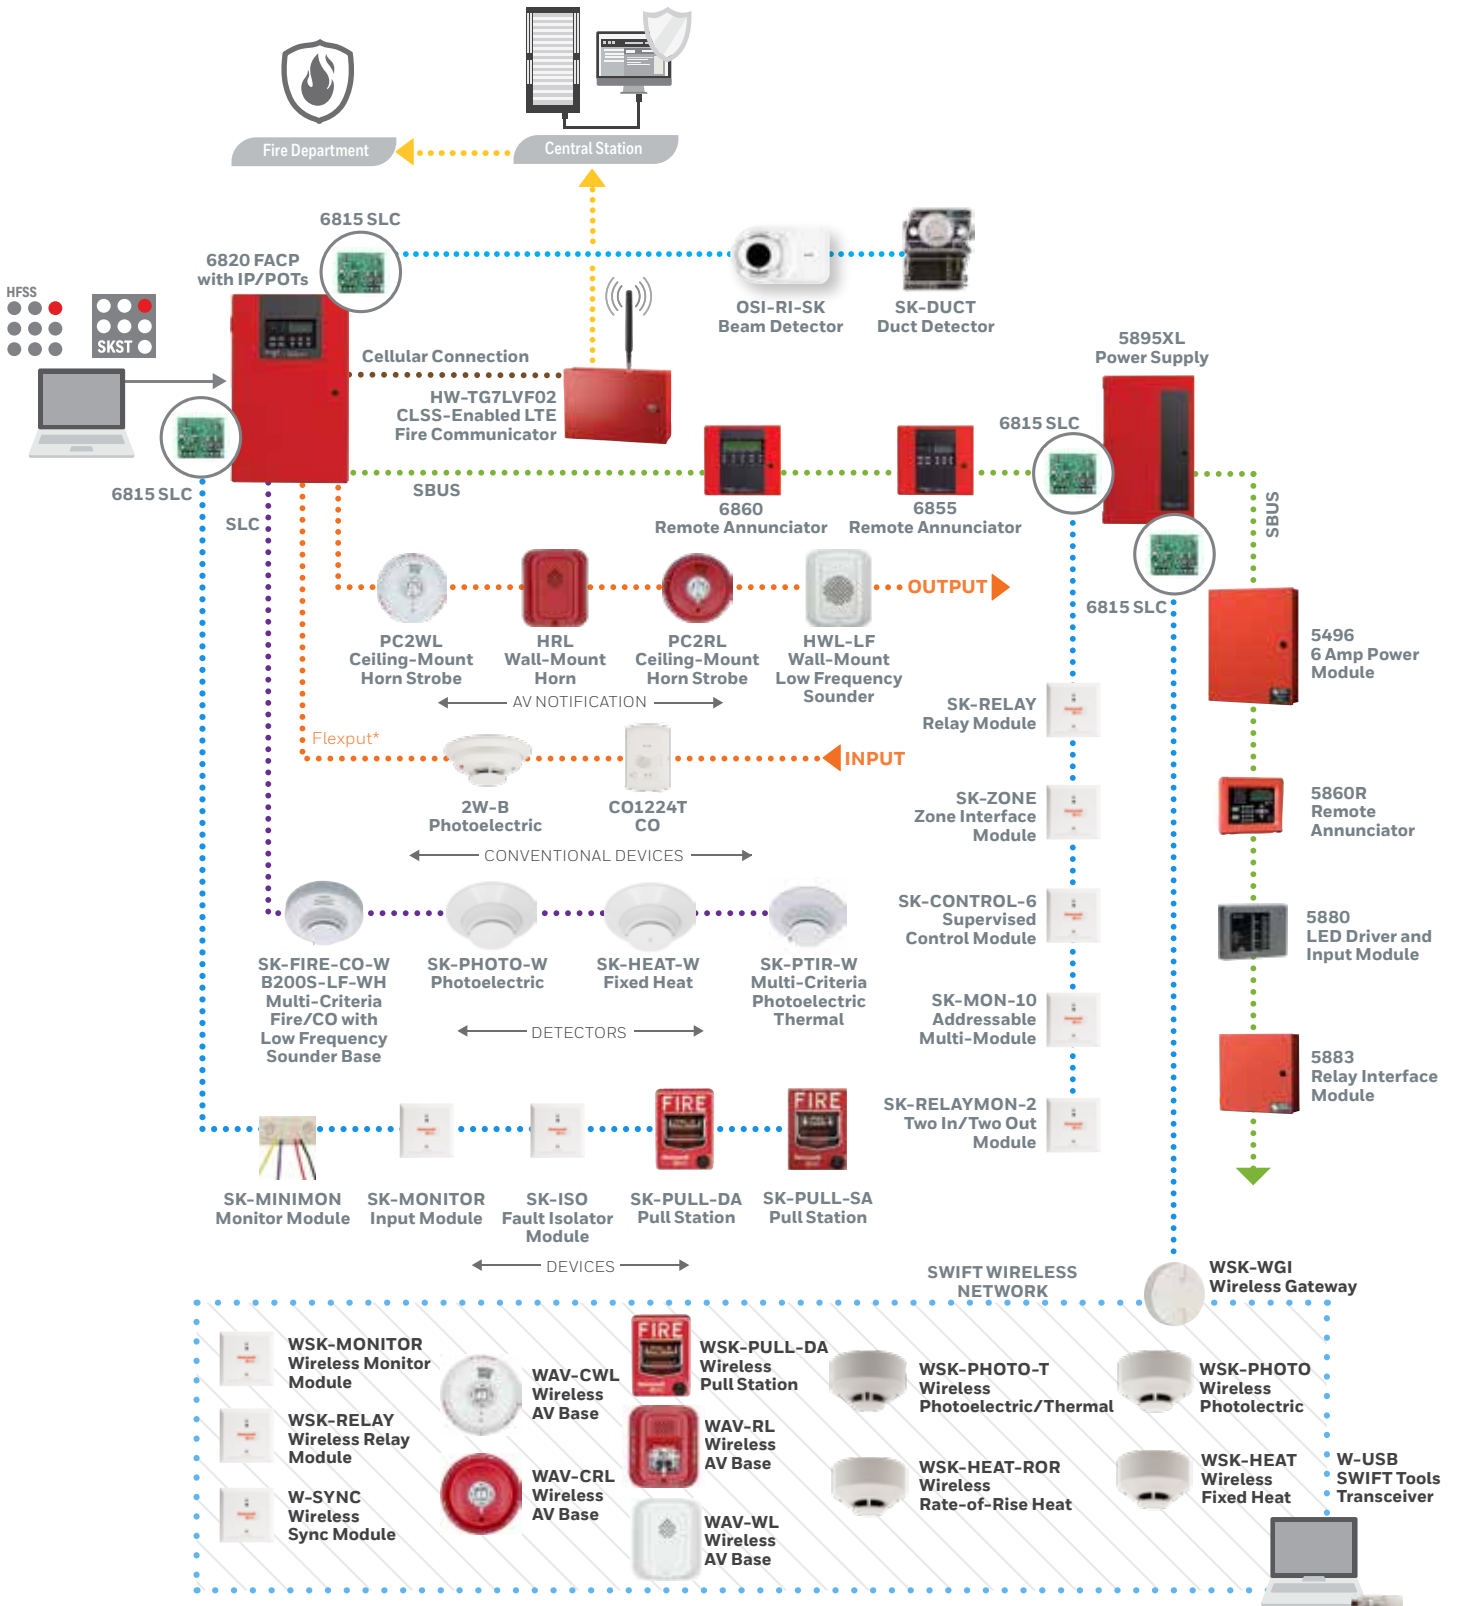 Fire Department
Central Station
6815 SLC
6820 FACP
with IP/POTs
HFSS
SKST
OSI-RI-SK
Beam Detector
SK-DUCT
Duct Detector
5895XL
Power Supply
Cellular Connection
HW-TG7LVF02
CLSS-Enabled LTE
Fire Communicator
6815 SLC
6815 SLC
SBUS
SLC
6860
Remote Annunciator
6855
Remote Annunciator
SBUS
6815 SLC
OUTPUT
PC2WL
Ceiling-Mount
Horn Strobe
HRL
Wall-Mount
Horn
PC2RL
Ceiling-Mount
Horn Strobe
HWL-LF
Wall-Mount
Low Frequency
Sounder
AV NOTIFICATION
5496
6 Amp Power
Module
SK-RELAY
Relay Module
Flexput*
INPUT
2W-B
Photoelectric
CO1224T
CO
CONVENTIONAL DEVICES
SK-ZONE
Zone Interface
Module
5860R
Remote
Annunciator
SK-CONTROL-6
Supervised
Control Module
5880
LED Driver and
Input Module
SK-FIRE-CO-W
B200S-LF-WH
Multi-Criteria
Fire/CO with
Low Frequency
Sounder Base
SK-PHOTO-W
Photoelectric
SK-HEAT-W
Fixed Heat
SK-PTIR-W
Multi-Criteria
Photoelectric
Thermal
DETECTORS
SK-MON-10
Addressable
Multi-Module
5883
Relay Interface
Module
SK-RELAYMON-2
Two In/Two Out
Module
FIRE
FIRE
SK-MINIMON
Monitor Module
SK-MONITOR
Input Module
SK-ISO
Fault Isolator
Module
SK-PULL-DA
Pull Station
SK-PULL-SA
Pull Station
DEVICES
SWIFT WIRELESS
NETWORK
WSK-WGI
Wireless Gateway
WSK-MONITOR
Wireless Monitor
Module
WSK-RELAY
Wireless Relay
Module
W-SYNC
Wireless
Sync Module
WAV-CWL
Wireless
AV Base
WAV-CRL
Wireless
AV Base
FIRE
WSK-PULL-DA
Wireless
Pull Station
WAV-RL
Wireless
AV Base
WAV-WL
Wireless
AV Base
WSK-PHOTO-T
Wireless
Photoelectric/Thermal
WSK-HEAT-ROR
Wireless
Rate-of-Rise Heat
WSK-PHOTO
Wireless
Photolectric
WSK-HEAT
Wireless
Fixed Heat
W-USB
SWIFT Tools
Transceiver